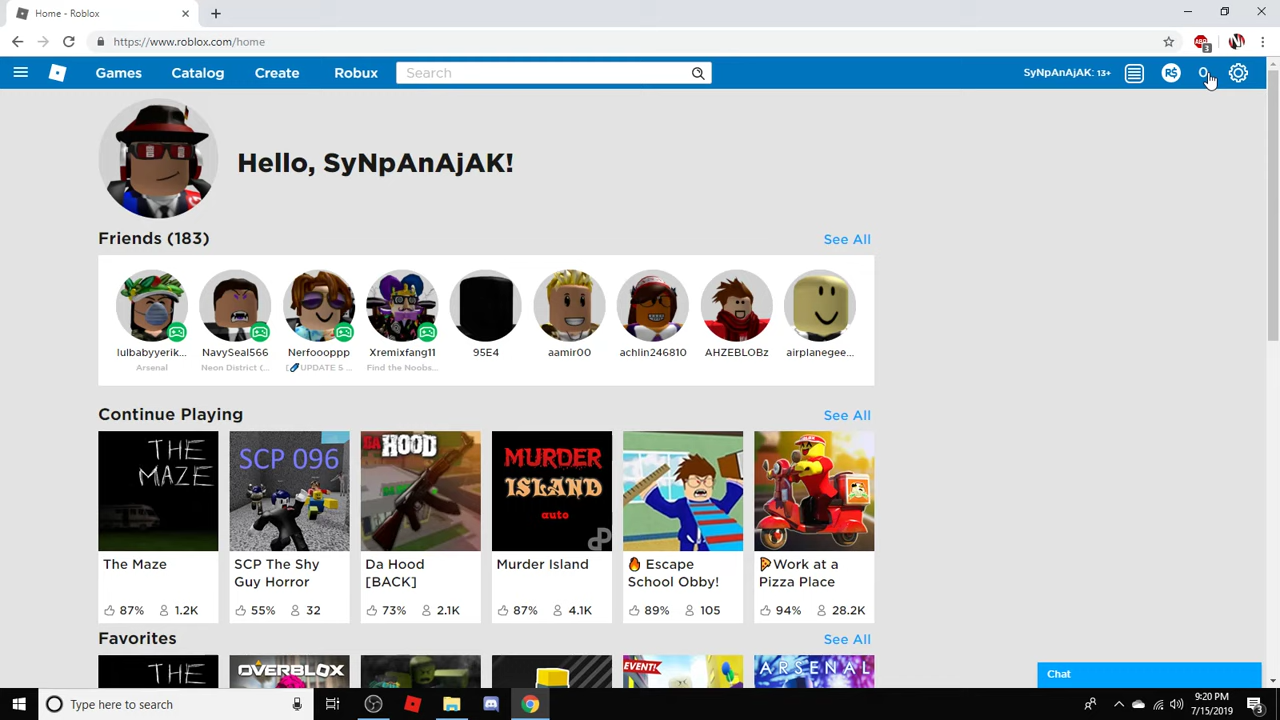 Home - Roblox
https://www.roblox.com/home
ABP
3
Games Catalog Create Robux Search SyNpAnAjAK: 13+ R$ 0
Hello, SyNpAnAjAK!
Friends (183) See All
lulbabyyerik... NavySeal566 Nerfoooppp Xremixfang11 95E4 aamir00 achlin246810 AHZEBLOBz airplanegee...
Arsenal Neon District (... [🩹UPDATE 5 ... Find the Noobs...
Continue Playing See All
THE MAZE
SCP 096
DA HOOD
MURDER ISLAND
auto
The Maze
SCP The Shy Guy Horror
Da Hood [BACK]
Murder Island
🔥 Escape School Obby!
🍕Work at a Pizza Place
87% 1.2K 55% 32 73% 2.1K 87% 4.1K 89% 105 94% 28.2K
Favorites See All
THE
OVERBLOX
EVENT!
ARSENAL
Chat
Type here to search
9:20 PM
7/15/2019
3